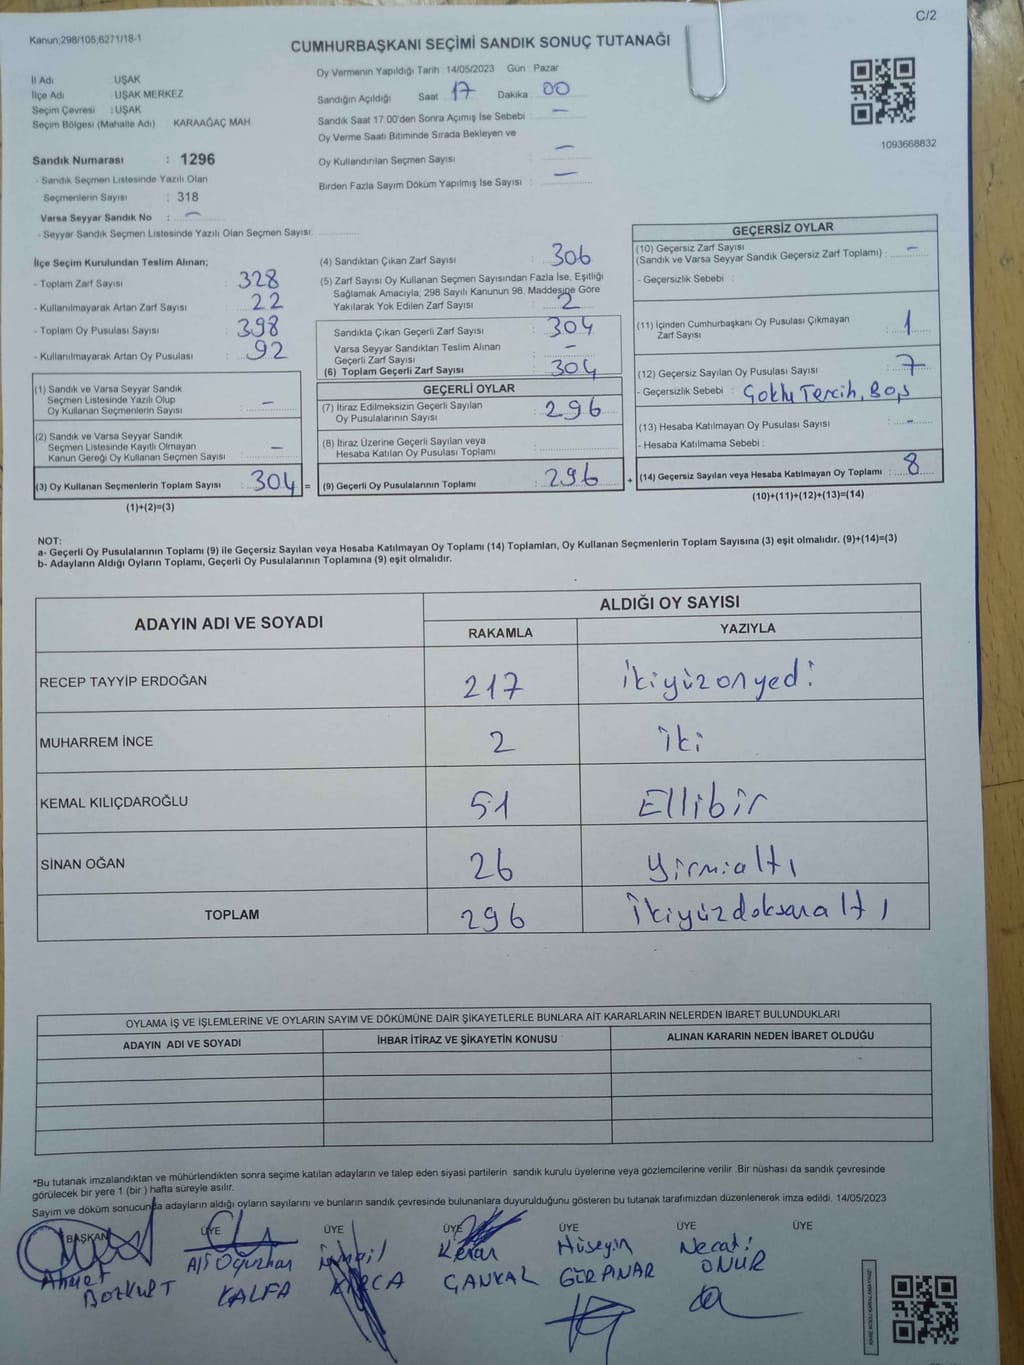 C/2
Kanun;298/105,6271/18-1
CUMHURBAŞKANI SEÇİMİ SANDIK SONUÇ TUTANAĞI
İl Adı UŞAK
İlçe Adı UŞAK MERKEZ
Seçim Çevresi : UŞAK
Seçim Bölgesi (Mahalle Adı) : KARAAĞAÇ MAH.
Sandık Numarası : 1296
- Sandık Seçmen Listesinde Yazılı Olan
Seçmenlerin Sayısı : 318
Varsa Seyyar Sandık No : -
- Seyyar Sandık Seçmen Listesinde Yazılı Olan Seçmen Sayısı:
Oy Vermenin Yapıldığı Tarih : 14/05/2023 Gün : Pazar
Sandığın Açıldığı Saat 17 Dakika 00
Sandık Saat 17:00'den Sonra Açımış İse Sebebi : -
Oy Verme Saati Bitiminde Sırada Bekleyen ve
Oy Kullandırılan Seçmen Sayısı -
Birden Fazla Sayım Döküm Yapılmış İse Sayısı : -
1093668832
İlçe Seçim Kurulundan Teslim Alınan;
- Toplam Zarf Sayısı : 328
- Kullanılmayarak Artan Zarf Sayısı : 22
- Toplam Oy Pusulası Sayısı : 398
- Kullanılmayarak Artan Oy Pusulası : 92
(1) Sandık ve Varsa Seyyar Sandık
Seçmen Listesinde Yazılı Olup
Oy Kullanan Seçmenlerin Sayısı : -
(2) Sandık ve Varsa Seyyar Sandık
Seçmen Listesinde Kayıtlı Olmayan
Kanun Gereği Oy Kullanan Seçmen Sayısı : -
(3) Oy Kullanan Seçmenlerin Toplam Sayısı : 304 =
(1)+(2)=(3)
(4) Sandıktan Çıkan Zarf Sayısı : 306
(5) Zarf Sayısı Oy Kullanan Seçmen Sayısından Fazla İse, Eşitliği
Sağlamak Amacıyla, 298 Sayılı Kanunun 98. Maddesine Göre
Yakılarak Yok Edilen Zarf Sayısı : 2
Sandıkta Çıkan Geçerli Zarf Sayısı : 304
Varsa Seyyar Sandıktan Teslim Alınan
Geçerli Zarf Sayısı : -
(6) Toplam Geçerli Zarf Sayısı : 304
GEÇERLİ OYLAR
(7) İtiraz Edilmeksizin Geçerli Sayılan
Oy Pusulalarının Sayısı : 296
(8) İtiraz Üzerine Geçerli Sayılan veya
Hesaba Katılan Oy Pusulası Toplamı :
(9) Geçerli Oy Pusulalarının Toplamı : 296 +
GEÇERSİZ OYLAR
(10) Geçersiz Zarf Sayısı
(Sandık ve Varsa Seyyar Sandık Geçersiz Zarf Toplamı) : -
- Geçersizlik Sebebi :
(11) İçinden Cumhurbaşkanı Oy Pusulası Çıkmayan
Zarf Sayısı : 1
(12) Geçersiz Sayılan Oy Pusulası Sayısı : 7
- Geçersizlik Sebebi : Çoklu Tercih, Boş
(13) Hesaba Katılmayan Oy Pusulası Sayısı : -
- Hesaba Katılmama Sebebi :
(14) Geçersiz Sayılan veya Hesaba Katılmayan Oy Toplamı : 8
(10)+(11)+(12)+(13)=(14)
NOT:
a- Geçerli Oy Pusulalarının Toplamı (9) ile Geçersiz Sayılan veya Hesaba Katılmayan Oy Toplamı (14) Toplamları, Oy Kullanan Seçmenlerin Toplam Sayısına (3) eşit olmalıdır. (9)+(14)=(3)
b- Adayların Aldığı Oyların Toplamı, Geçerli Oy Pusulalarının Toplamına (9) eşit olmalıdır.
ADAYIN ADI VE SOYADI ALDIĞI OY SAYISI
RAKAMLA YAZIYLA
RECEP TAYYİP ERDOĞAN 217 ikiyüzonyedi
MUHARREM İNCE 2 iki
KEMAL KILIÇDAROĞLU 51 Ellibir
SİNAN OĞAN 26 yirmialtı
TOPLAM 296 ikiyüzdoksanaltı
OYLAMA İŞ VE İŞLEMLERİNE VE OYLARIN SAYIM VE DÖKÜMÜNE DAİR ŞİKAYETLERLE BUNLARA AİT KARARLARIN NELERDEN İBARET BULUNDUKLARI
ADAYIN ADI VE SOYADI İHBAR İTİRAZ VE ŞİKAYETİN KONUSU ALINAN KARARIN NEDEN İBARET OLDUĞU
*Bu tutanak imzalandıktan ve mühürlendikten sonra seçime katılan adayların ve talep eden siyasi partilerin sandık kurulu üyelerine veya gözlemcilerine verilir. Bir nüshası da sandık çevresinde
görülecek bir yere 1 (bir ) hafta süreyle asılır.
Sayım ve döküm sonucunda adayların aldığı oyların sayılarını ve bunların sandık çevresinde bulunanlara duyurulduğunu gösteren bu tutanak tarafımızdan düzenlenerek imza edildi. 14/05/2023
BAŞKAN ÜYE ÜYE ÜYE ÜYE ÜYE ÜYE
Ahmet Ali Oğuzhan İsmail Kenan Hüseyin Necati
BOZKURT KALFA CANKAL GÜRPINAR ONUR